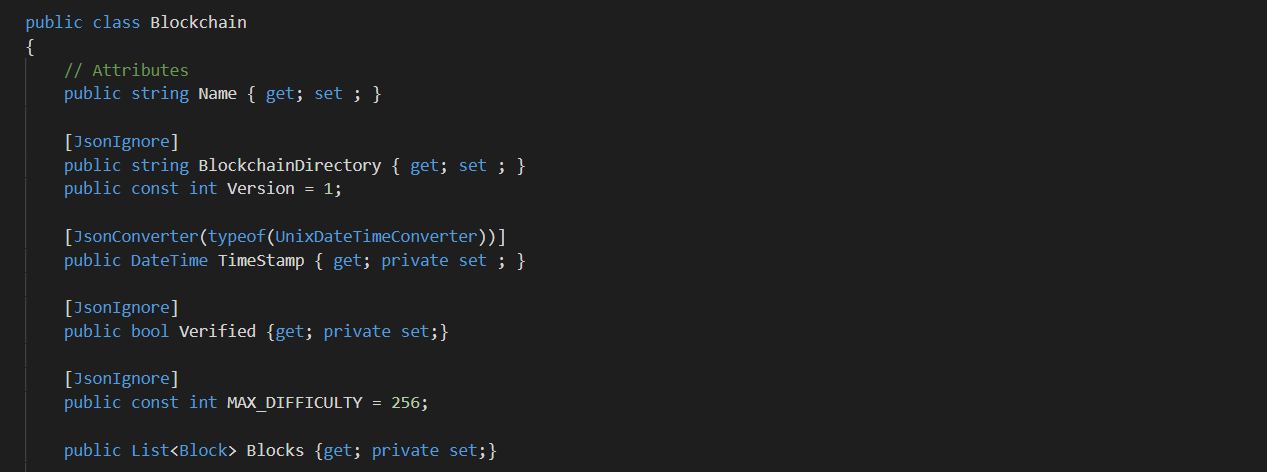 public class Blockchain
{
// Attributes
public string Name { get; set ; }
[JsonIgnore]
public string BlockchainDirectory { get; set ; }
public const int Version = 1;
[JsonConverter(typeof(UnixDateTimeConverter))]
public DateTime TimeStamp { get; private set ; }
[JsonIgnore]
public bool Verified {get; private set;}
[JsonIgnore]
public const int MAX_DIFFICULTY = 256;
public List<Block> Blocks {get; private set;}